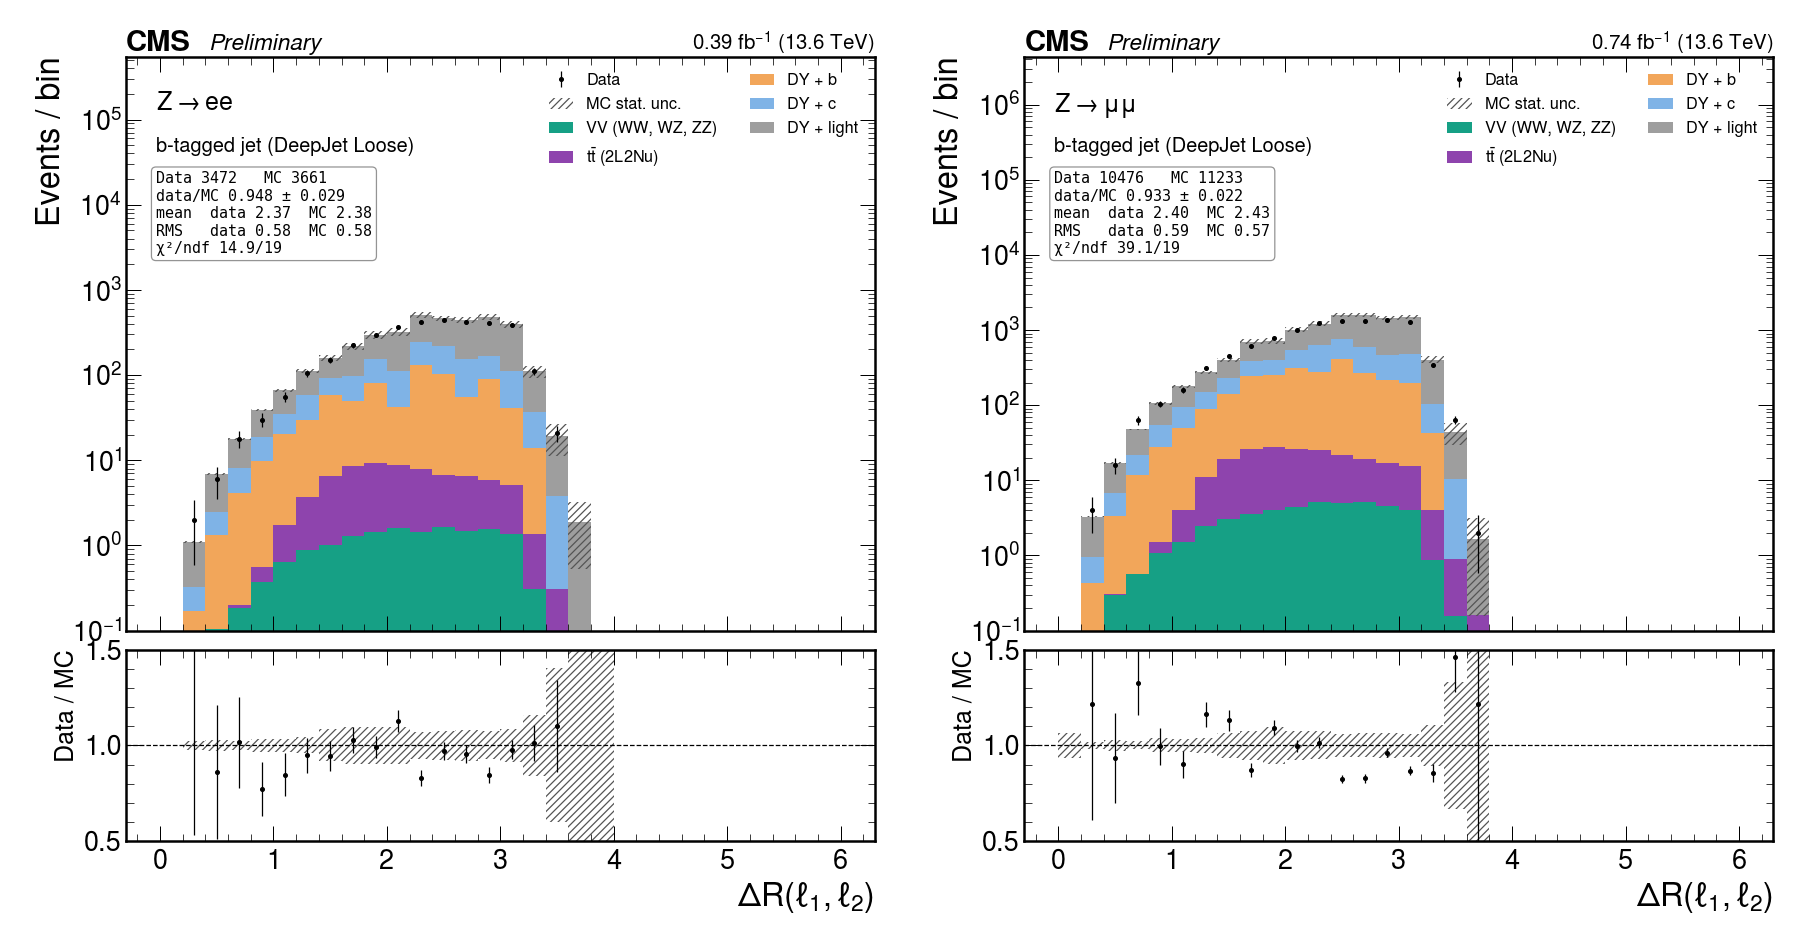 CMS Preliminary 0.39 fb⁻¹ (13.6 TeV)
Events / bin
Z → ee
b-tagged jet (DeepJet Loose)
Data 3472 MC 3661
data/MC 0.948 ± 0.029
mean data 2.37 MC 2.38
RMS data 0.58 MC 0.58
χ²/ndf 14.9/19
Data
MC stat. unc.
VV (WW, WZ, ZZ)
tt̄ (2L2Nu)
DY + b
DY + c
DY + light
10⁵
10⁴
10³
10²
10¹
10⁰
10⁻¹
Data / MC
1.5
1.0
0.5
0 1 2 3 4 5 6
ΔR(ℓ₁, ℓ₂)
CMS Preliminary 0.74 fb⁻¹ (13.6 TeV)
Events / bin
Z → μμ
b-tagged jet (DeepJet Loose)
Data 10476 MC 11233
data/MC 0.933 ± 0.022
mean data 2.40 MC 2.43
RMS data 0.59 MC 0.57
χ²/ndf 39.1/19
Data
MC stat. unc.
VV (WW, WZ, ZZ)
tt̄ (2L2Nu)
DY + b
DY + c
DY + light
10⁶
10⁵
10⁴
10³
10²
10¹
10⁰
10⁻¹
Data / MC
1.5
1.0
0.5
0 1 2 3 4 5 6
ΔR(ℓ₁, ℓ₂)